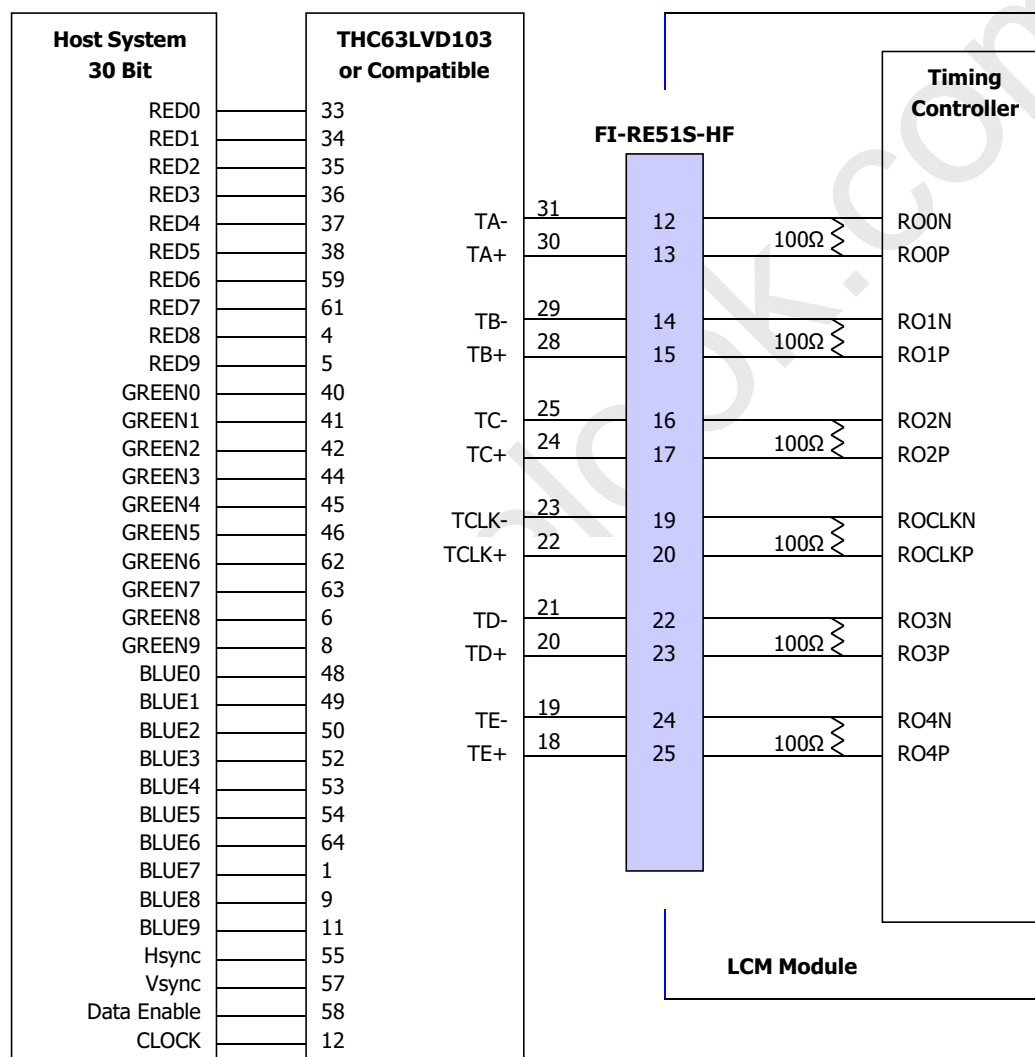 Host System
30 Bit
THC63LVD103
or Compatible
Timing
Controller
FI-RE51S-HF
RED0 33
RED1 34
RED2 35
RED3 36
RED4 37
RED5 38
RED6 59
RED7 61
RED8 4
RED9 5
GREEN0 40
GREEN1 41
GREEN2 42
GREEN3 44
GREEN4 45
GREEN5 46
GREEN6 62
GREEN7 63
GREEN8 6
GREEN9 8
BLUE0 48
BLUE1 49
BLUE2 50
BLUE3 52
BLUE4 53
BLUE5 54
BLUE6 64
BLUE7 1
BLUE8 9
BLUE9 11
Hsync 55
Vsync 57
Data Enable 58
CLOCK 12
TA- 31 12 RO0N
100Ω
TA+ 30 13 RO0P
TB- 29 14 RO1N
100Ω
TB+ 28 15 RO1P
TC- 25 16 RO2N
100Ω
TC+ 24 17 RO2P
TCLK- 23 19 ROCLKN
100Ω
TCLK+ 22 20 ROCLKP
TD- 21 22 RO3N
100Ω
TD+ 20 23 RO3P
TE- 19 24 RO4N
100Ω
TE+ 18 25 RO4P
LCM Module